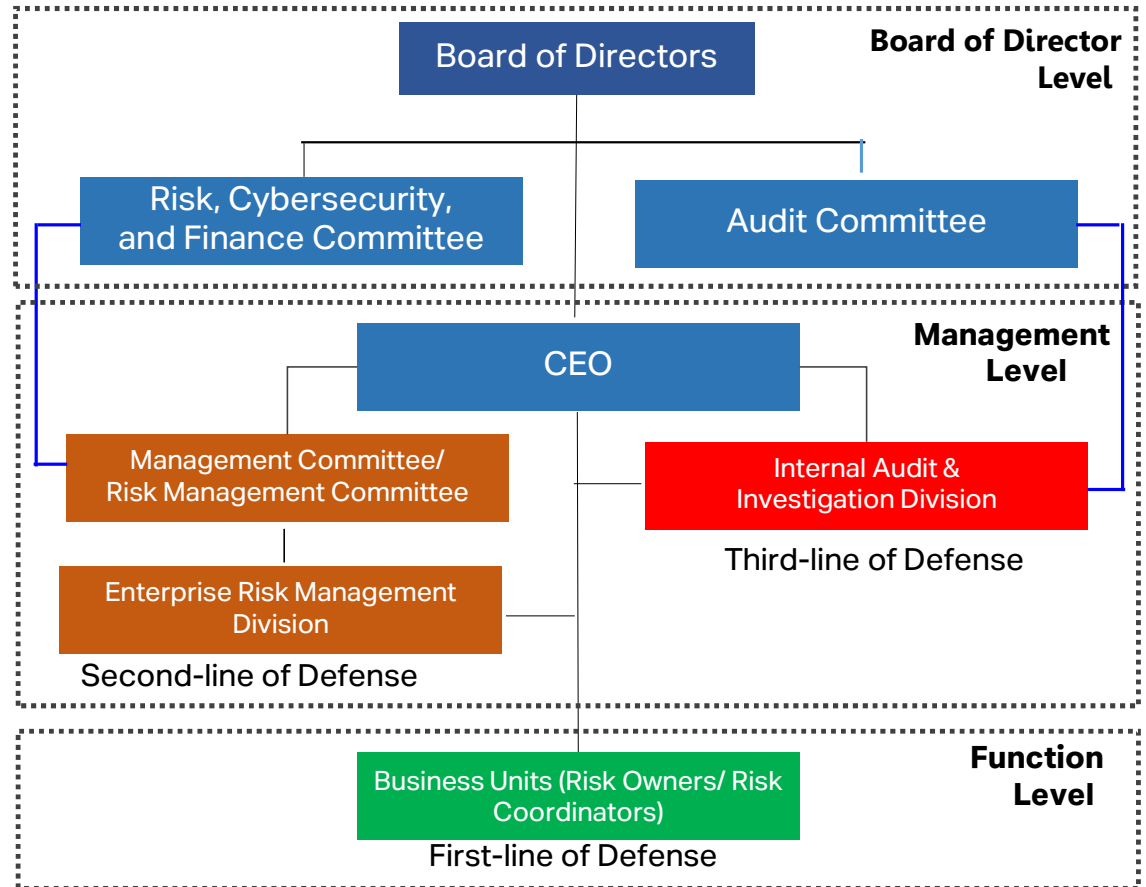 Board of Directors
Board of Director
Level
Risk, Cybersecurity,
and Finance Committee
Audit Committee
CEO
Management
Level
Management Committee/
Risk Management Committee
Internal Audit &
Investigation Division
Third-line of Defense
Enterprise Risk Management
Division
Second-line of Defense
Function
Level
Business Units (Risk Owners/ Risk
Coordinators)
First-line of Defense